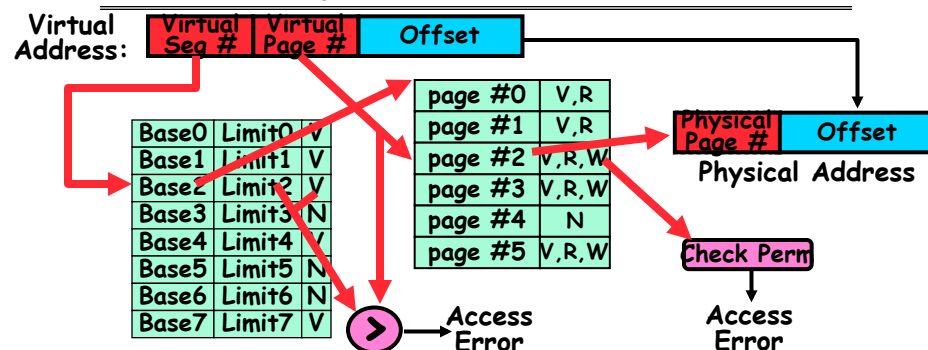 Virtual Address:
Virtual Seg #
Virtual Page #
Offset
Base0 Limit0 V
Base1 Limit1 V
Base2 Limit2 V
Base3 Limit3 N
Base4 Limit4 V
Base5 Limit5 N
Base6 Limit6 N
Base7 Limit7 V
page #0 V,R
page #1 V,R
page #2 V,R,W
page #3 V,R,W
page #4 N
page #5 V,R,W
Physical Page #
Offset
Physical Address
>
Access Error
Check Perm
Access Error